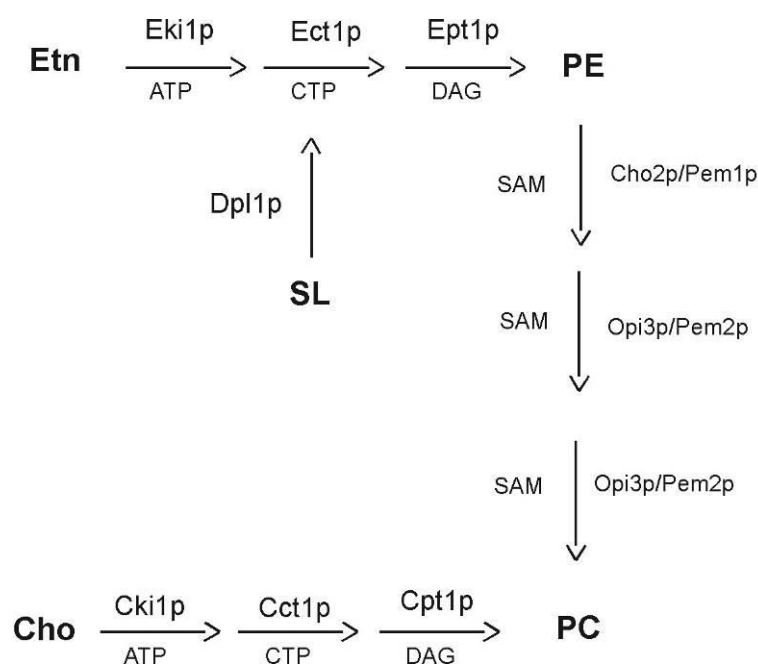 Eki1p Ect1p Ept1p
Etn PE
ATP CTP DAG
SAM Cho2p/Pem1p
Dpl1p
SL
SAM Opi3p/Pem2p
SAM Opi3p/Pem2p
Cki1p Cct1p Cpt1p
Cho PC
ATP CTP DAG